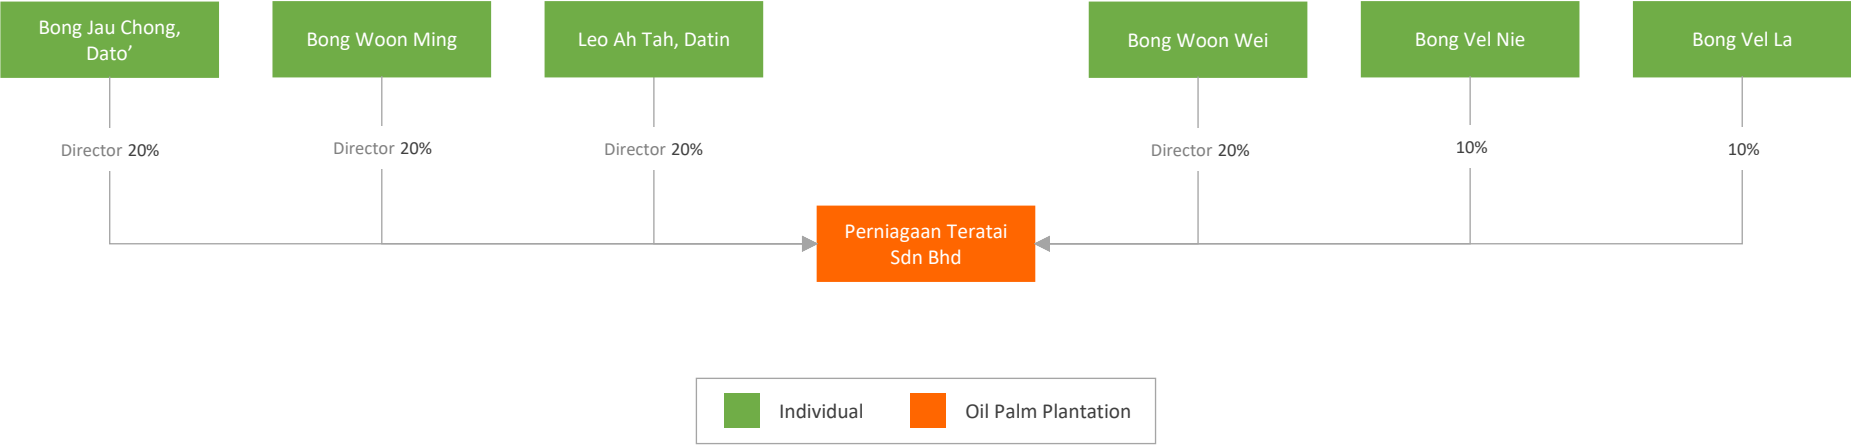 Bong Jau Chong,
Dato’
Bong Woon Ming
Leo Ah Tah, Datin
Bong Woon Wei
Bong Vel Nie
Bong Vel La
Director 20%
Director 20%
Director 20%
Director 20%
10%
10%
Perniagaan Teratai
Sdn Bhd
Individual
Oil Palm Plantation